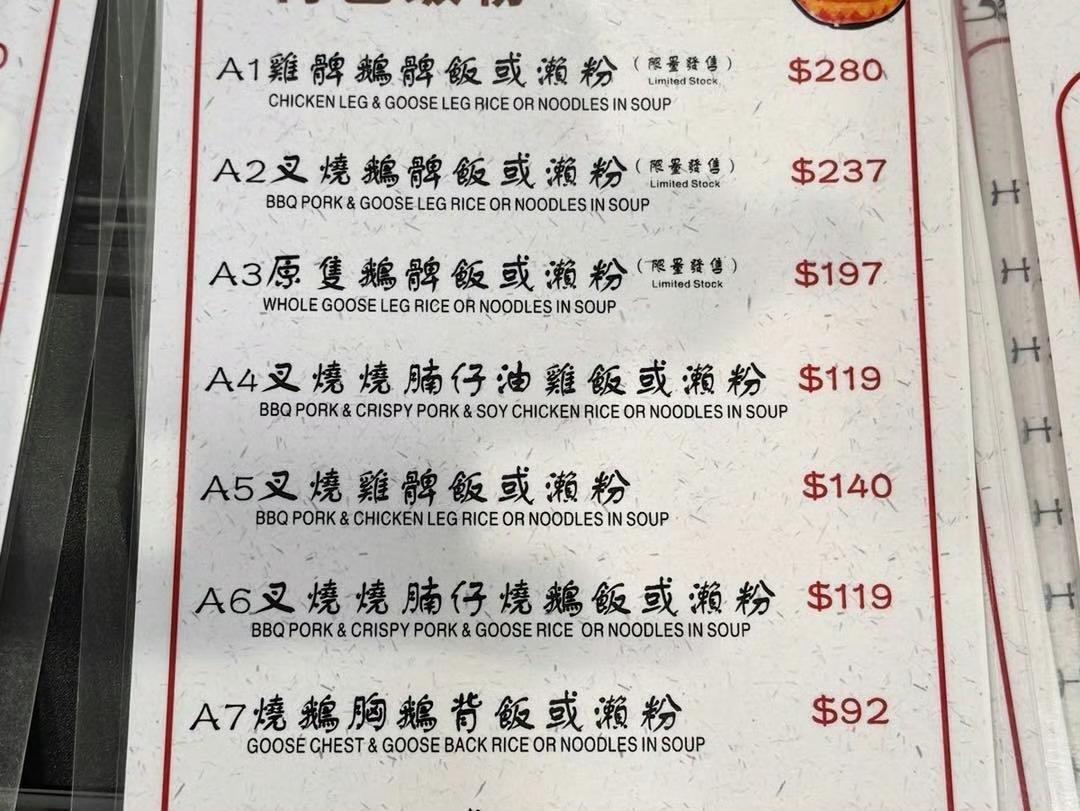 A1雞髀鵝髀飯或瀨粉(限量發售) $280
Limited Stock
CHICKEN LEG & GOOSE LEG RICE OR NOODLES IN SOUP
A2叉燒鵝髀飯或瀨粉(限量發售) $237
Limited Stock
BBQ PORK & GOOSE LEG RICE OR NOODLES IN SOUP
A3原隻鵝髀飯或瀨粉(限量發售) $197
Limited Stock
WHOLE GOOSE LEG RICE OR NOODLES IN SOUP
A4叉燒燒腩仔油雞飯或瀨粉 $119
BBQ PORK & CRISPY PORK & SOY CHICKEN RICE OR NOODLES IN SOUP
A5叉燒雞髀飯或瀨粉 $140
BBQ PORK & CHICKEN LEG RICE OR NOODLES IN SOUP
A6叉燒燒腩仔燒鵝飯或瀨粉 $119
BBQ PORK & CRISPY PORK & GOOSE RICE OR NOODLES IN SOUP
A7燒鵝胸鵝背飯或瀨粉 $92
GOOSE CHEST & GOOSE BACK RICE OR NOODLES IN SOUP